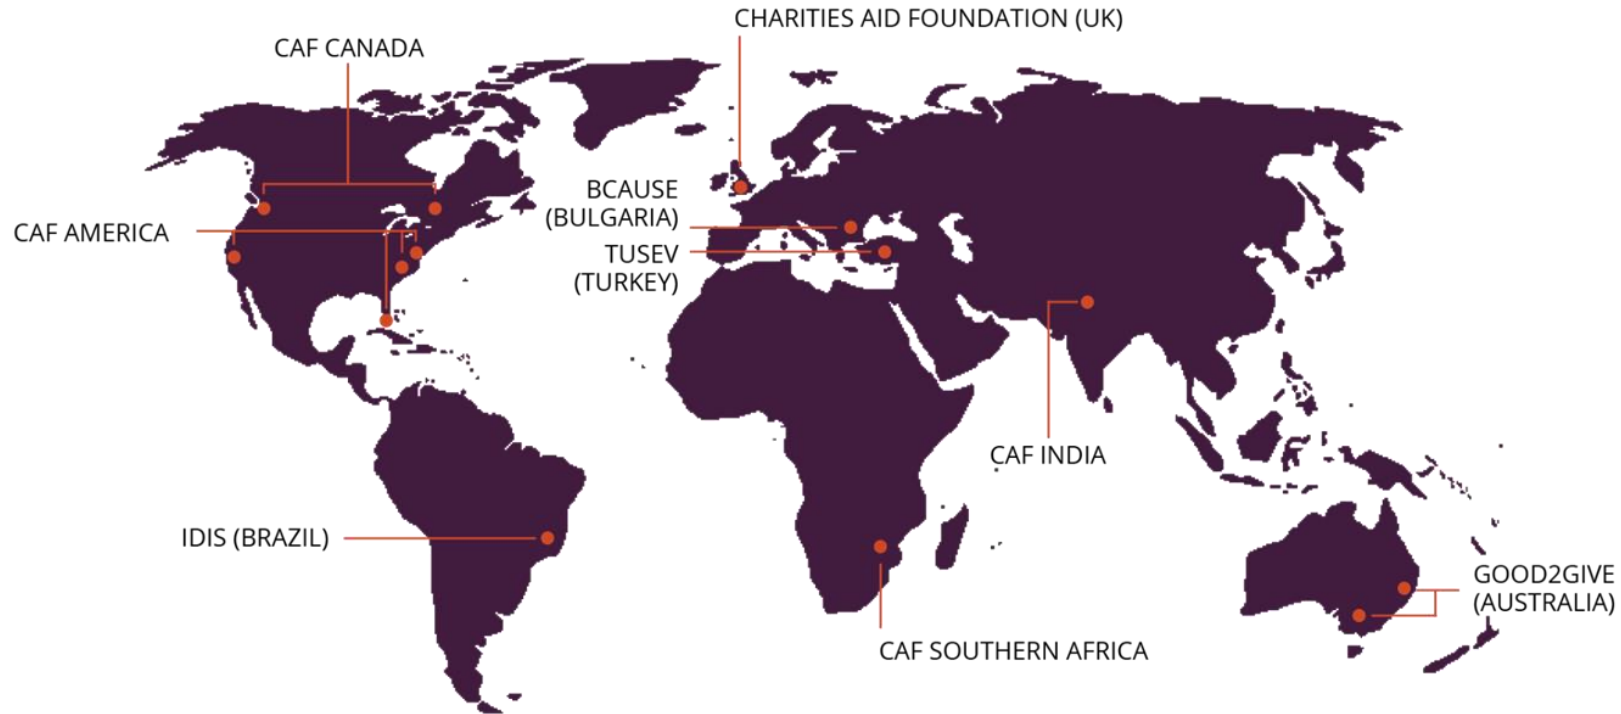 CHARITIES AID FOUNDATION (UK)
CAF CANADA
BCAUSE
(BULGARIA)
CAF AMERICA
TUSEV
(TURKEY)
CAF INDIA
IDIS (BRAZIL)
GOOD2GIVE
(AUSTRALIA)
CAF SOUTHERN AFRICA